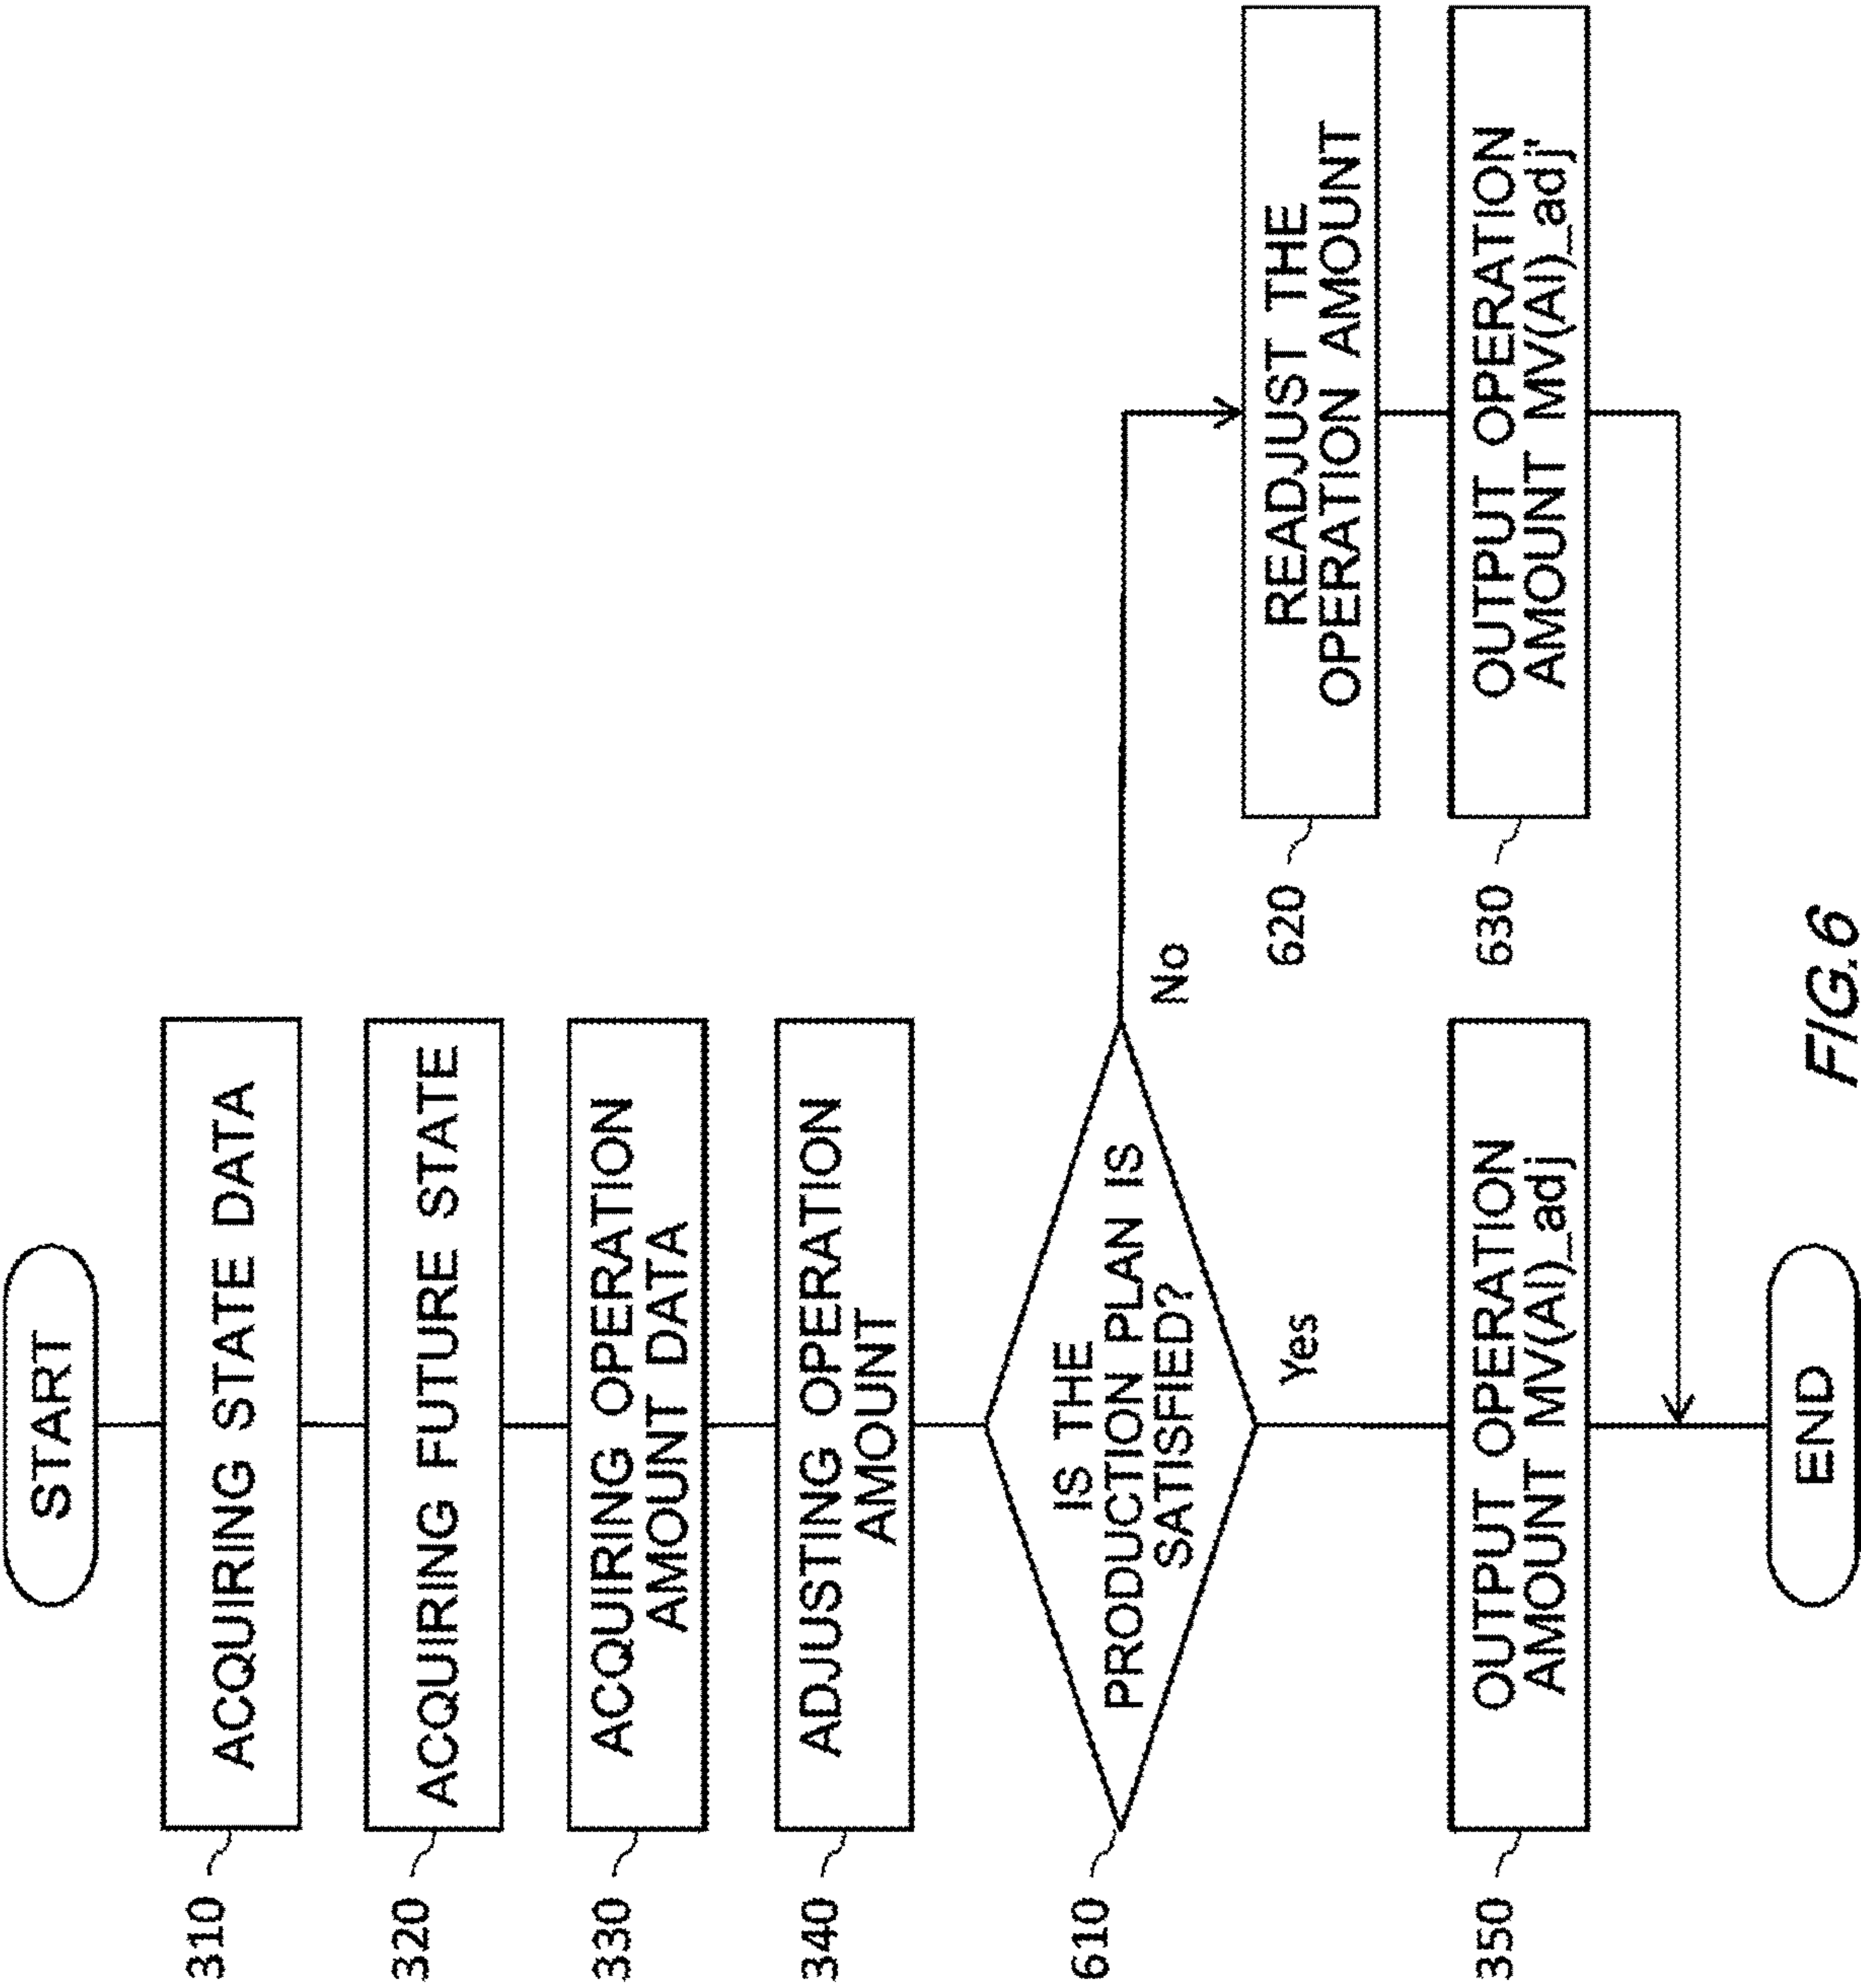 START
310
ACQUIRING STATE DATA
320
ACQUIRING FUTURE STATE
330
ACQUIRING OPERATION
AMOUNT DATA
340
ADJUSTING OPERATION
AMOUNT
610
IS THE
PRODUCTION PLAN IS
SATISFIED?
No
Yes
620
READJUST THE
OPERATION AMOUNT
350
OUTPUT OPERATION
AMOUNT MV(AI)_adj
630
OUTPUT OPERATION
AMOUNT MV(AI)_adj'
END
FIG.6